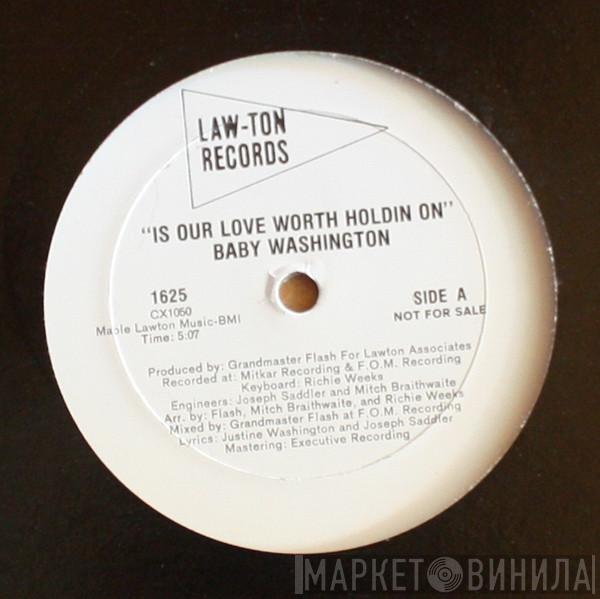 LAW-TON
RECORDS
"IS OUR LOVE WORTH HOLDIN ON"
BABY WASHINGTON
1625
CX1050
Maple Lawton Music-BMI
Time: 5:07
SIDE A
NOT FOR SALE
Produced by: Grandmaster Flash For Lawton Associates
Recorded at: Mitkar Recording & F.O.M. Recording
Keyboard: Richie Weeks
Engineers: Joseph Saddler and Mitch Braithwaite
Arr. by: Flash, Mitch Braithwaite, and Richie Weeks
Mixed by: Grandmaster Flash at F.O.M. Recording
Lyrics: Justine Washington and Joseph Saddler
Mastering: Executive Recording
МАРКЕТ ВИНИЛА